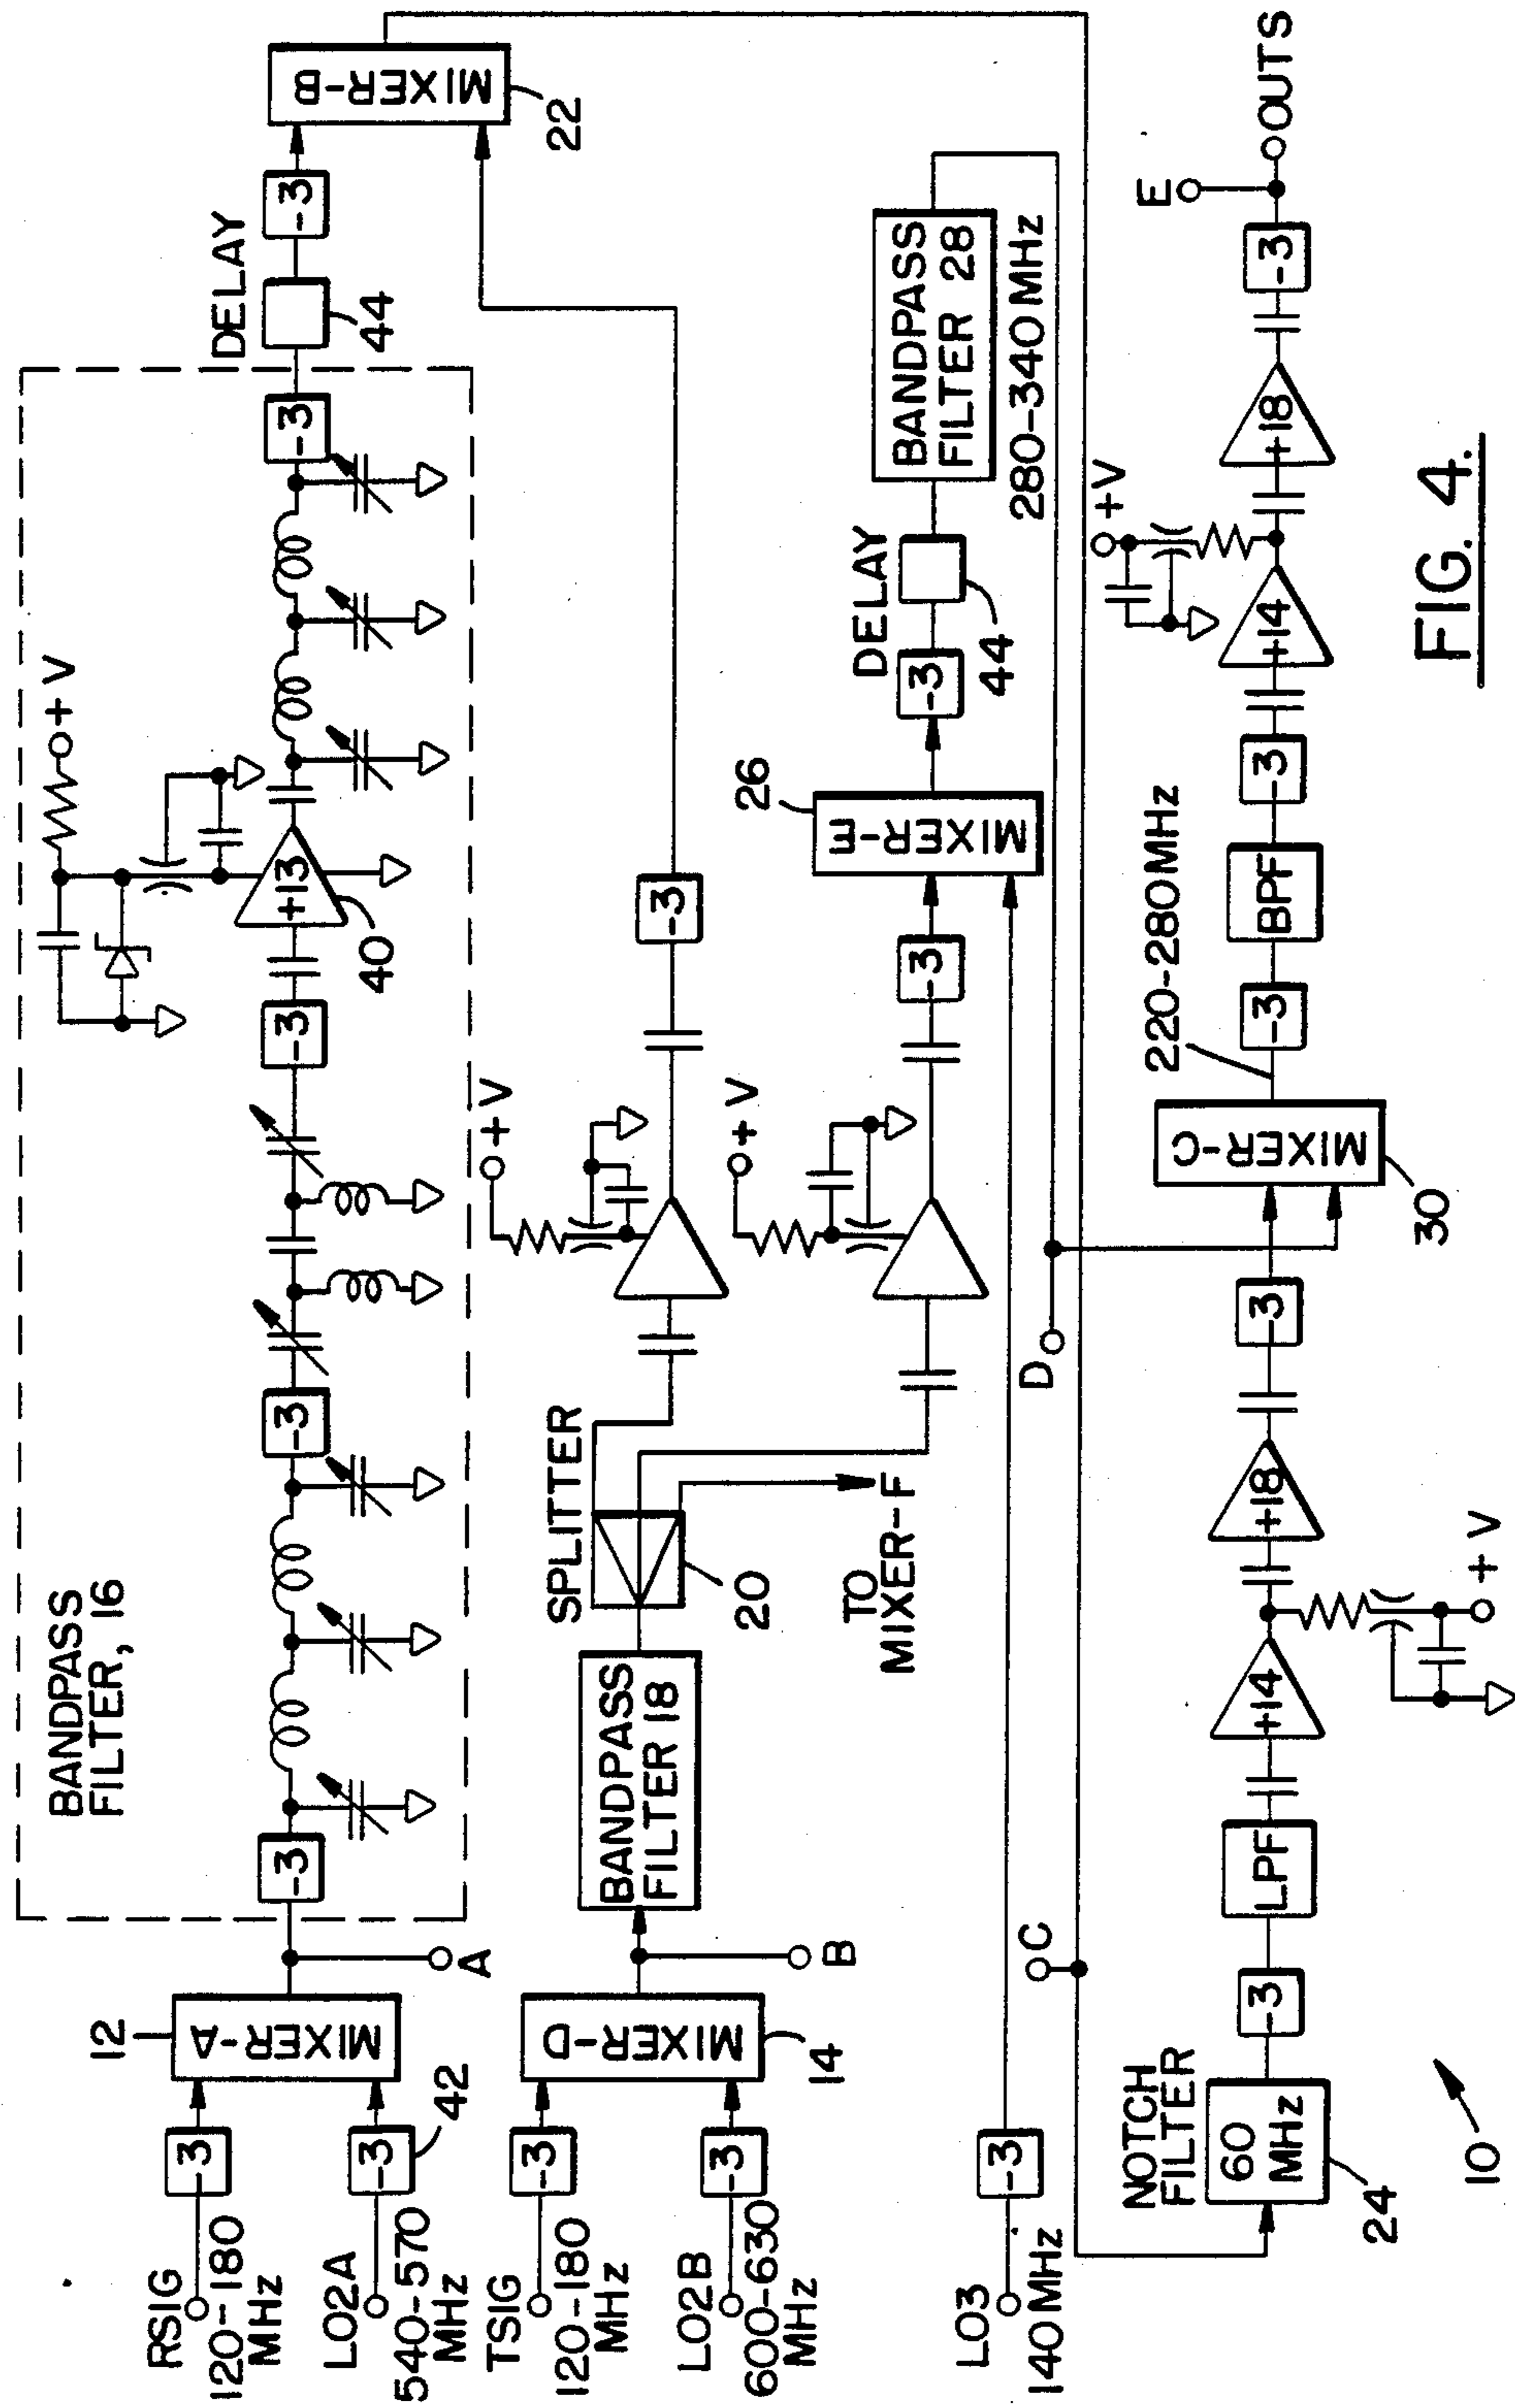 BANDPASS
FILTER, 16
+V
DELAY
-3
-3
-3
+13
-3
-3
44
40
12
MIXER-A
A
MIXER-B
22
RSIG
120-180
MHz
-3
LO2A
540-570
MHz
-3
42
+V
SPLITTER
-3
TSIG
120-180
MHz
-3
MIXER-D
BANDPASS
FILTER 18
20
TO
MIXER-F
B
14
LO2B
600-630
MHz
-3
+V
-3
26
MIXER-E
DELAY
-3
44
BANDPASS
FILTER 28
280-340 MHz
LO3
140 MHz
-3
C
D
NOTCH
FILTER
60
MHz
24
-3
LPF
+14
+18
-3
+V
MIXER-C
30
220-280MHz
-3
BPF
-3
+14
+V
+18
-3
E
OUTS
10
FIG. 4.